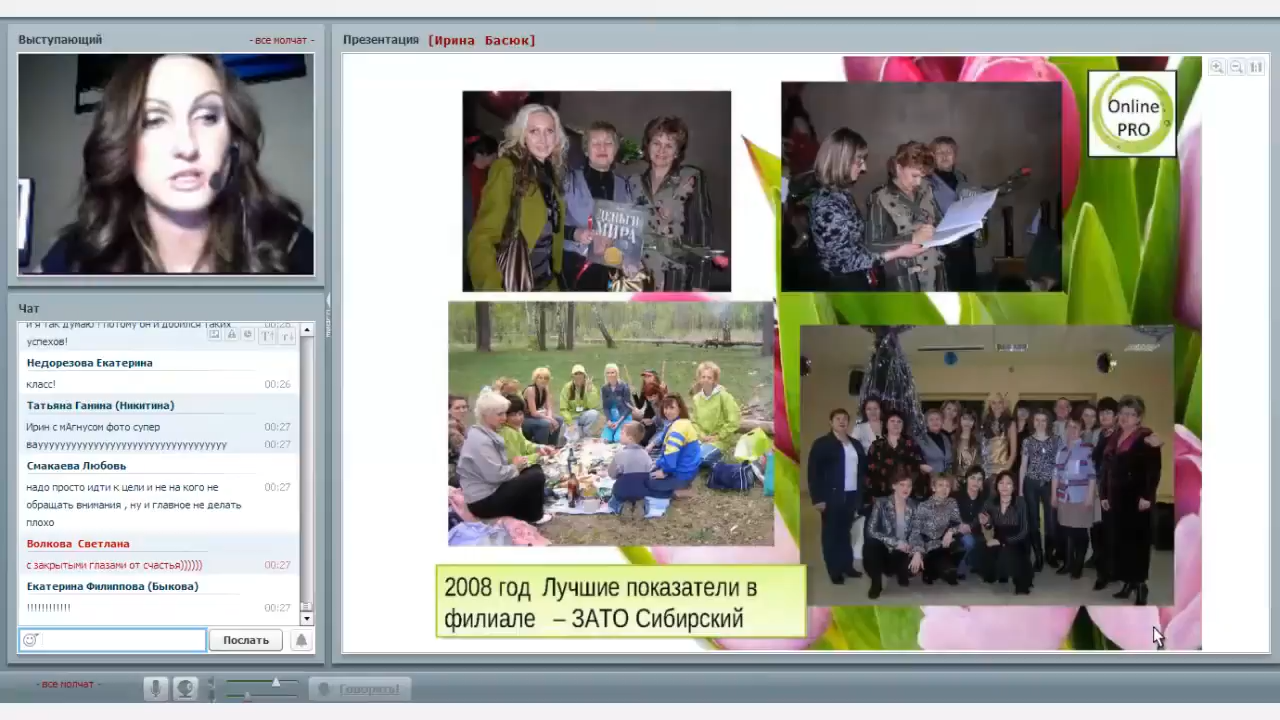 Выступающий
- все молчат -
Чат
и я так думаю ! потому он и добился таких
00:26
успехов!
Недорезова Екатерина
класс!
00:26
Татьяна Ганина (Никитина)
Ирин с мАгнусом фото супер
00:27
вауууууууууууууууууууууууууууууууу
00:27
Смакаева Любовь
надо просто идти к цели и не на кого не
00:27
обращать внимания , ну и главное не делать
плохо
Волкова Светлана
с закрытыми глазами от счастья))))))
00:27
Екатерина Филиппова (Быкова)
!!!!!!!!!!!
00:27
Послать
- все молчат -
Говорить!
Презентация [Ирина Басюк]
1:1
Online
PRO
ДЕНЬГИ
МИРА
2008 год Лучшие показатели в
филиале – ЗАТО Сибирский